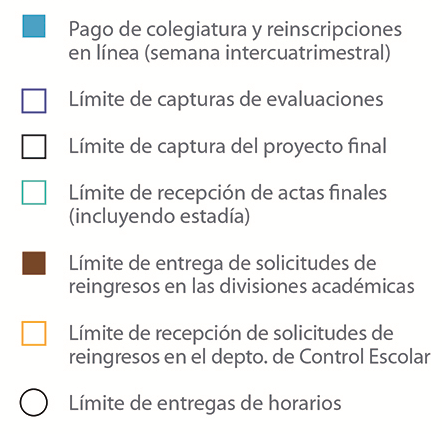 Pago de colegiatura y reinscripciones
en línea (semana intercuatrimestral)
Límite de capturas de evaluaciones
Límite de captura del proyecto final
Límite de recepción de actas finales
(incluyendo estadía)
Límite de entrega de solicitudes de
reingresos en las divisiones académicas
Límite de recepción de solicitudes de
reingresos en el depto. de Control Escolar
Límite de entregas de horarios